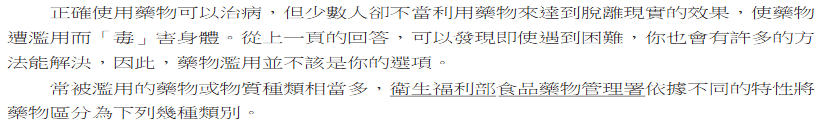 正確使用藥物可以治病，但少數人卻不當利用藥物來達到脫離現實的效果，使藥物
遭濫用而「毒」害身體。從上一頁的回答，可以發現即使遇到困難，你也會有許多的方
法能解決，因此，藥物濫用並不該是你的選項。
常被濫用的藥物或物質種類相當多，衛生福利部食品藥物管理署依據不同的特性將
藥物區分為下列幾種類別。